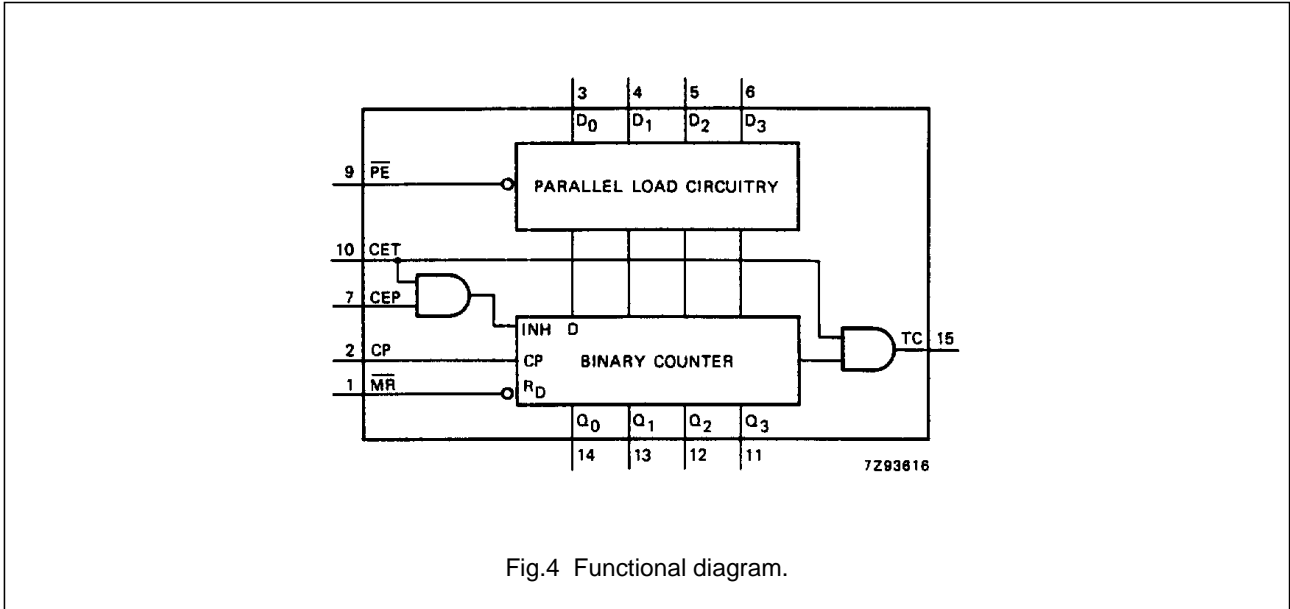 3 4 5 6
D0 D1 D2 D3
9 PE
PARALLEL LOAD CIRCUITRY
10 CET
7 CEP
INH D
TC 15
2 CP
CP BINARY COUNTER
1 MR
RD
Q0 Q1 Q2 Q3
14 13 12 11
7Z93616
Fig.4 Functional diagram.